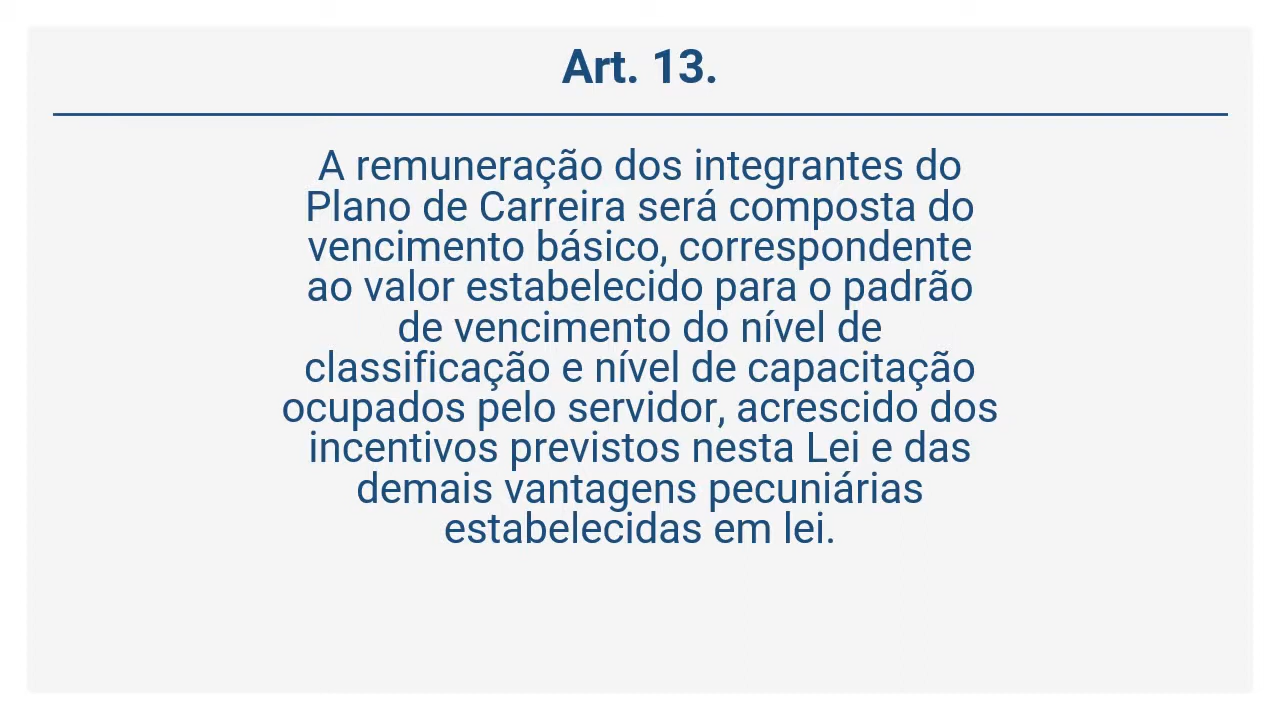 Art. 13.
A remuneração dos integrantes do
Plano de Carreira será composta do
vencimento básico, correspondente
ao valor estabelecido para o padrão
de vencimento do nível de
classificação e nível de capacitação
ocupados pelo servidor, acrescido dos
incentivos previstos nesta Lei e das
demais vantagens pecuniárias
estabelecidas em lei.